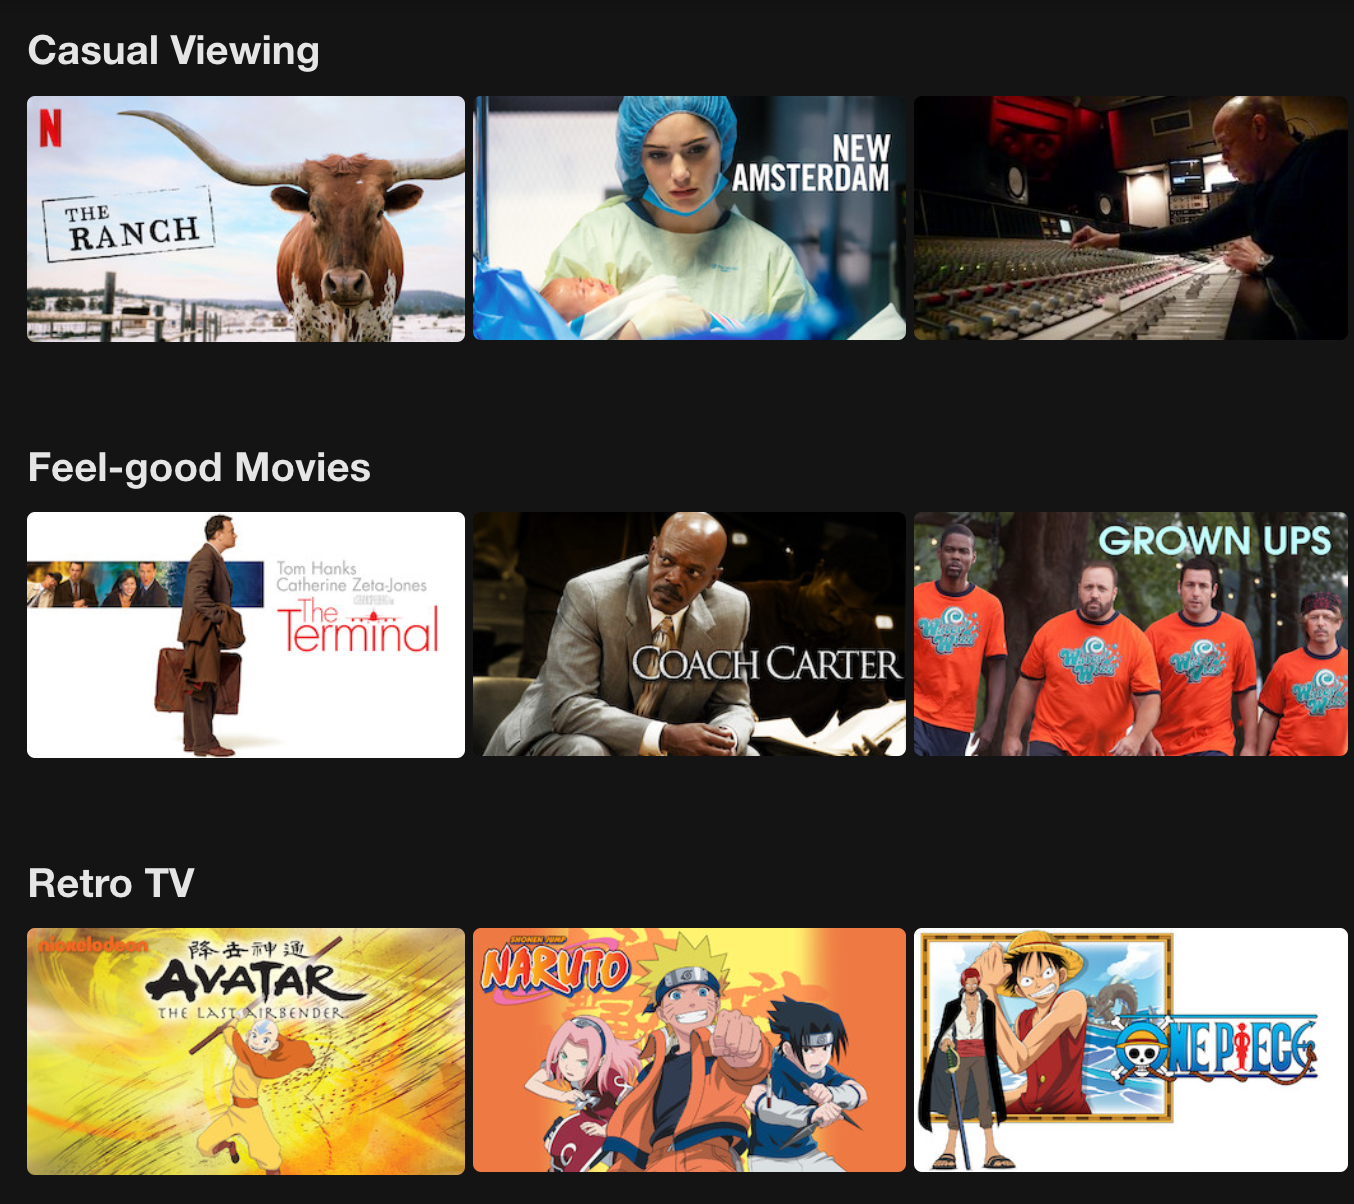 Casual Viewing
N
THE
RANCH
NEW
AMSTERDAM
Feel-good Movies
Tom Hanks
Catherine Zeta-Jones
The
Terminal
COACH CARTER
GROWN UPS
Retro TV
nickelodeon
降世神通
AVATAR
THE LAST AIRBENDER
SHONEN JUMP
NARUTO
ONE PIECE